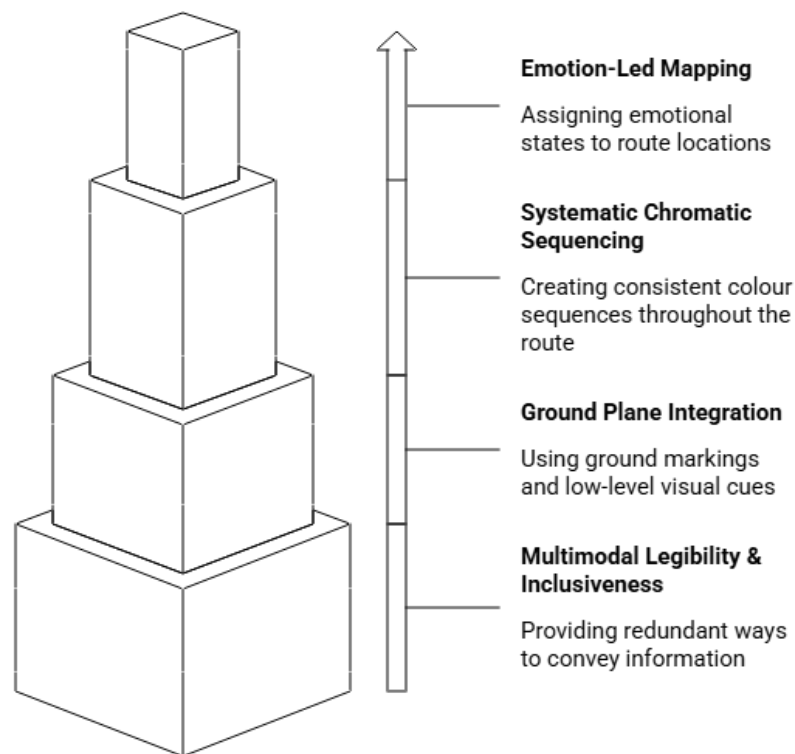 Emotion-Led Mapping
Assigning emotional
states to route locations
Systematic Chromatic
Sequencing
Creating consistent colour
sequences throughout the
route
Ground Plane Integration
Using ground markings
and low-level visual cues
Multimodal Legibility &
Inclusiveness
Providing redundant ways
to convey information